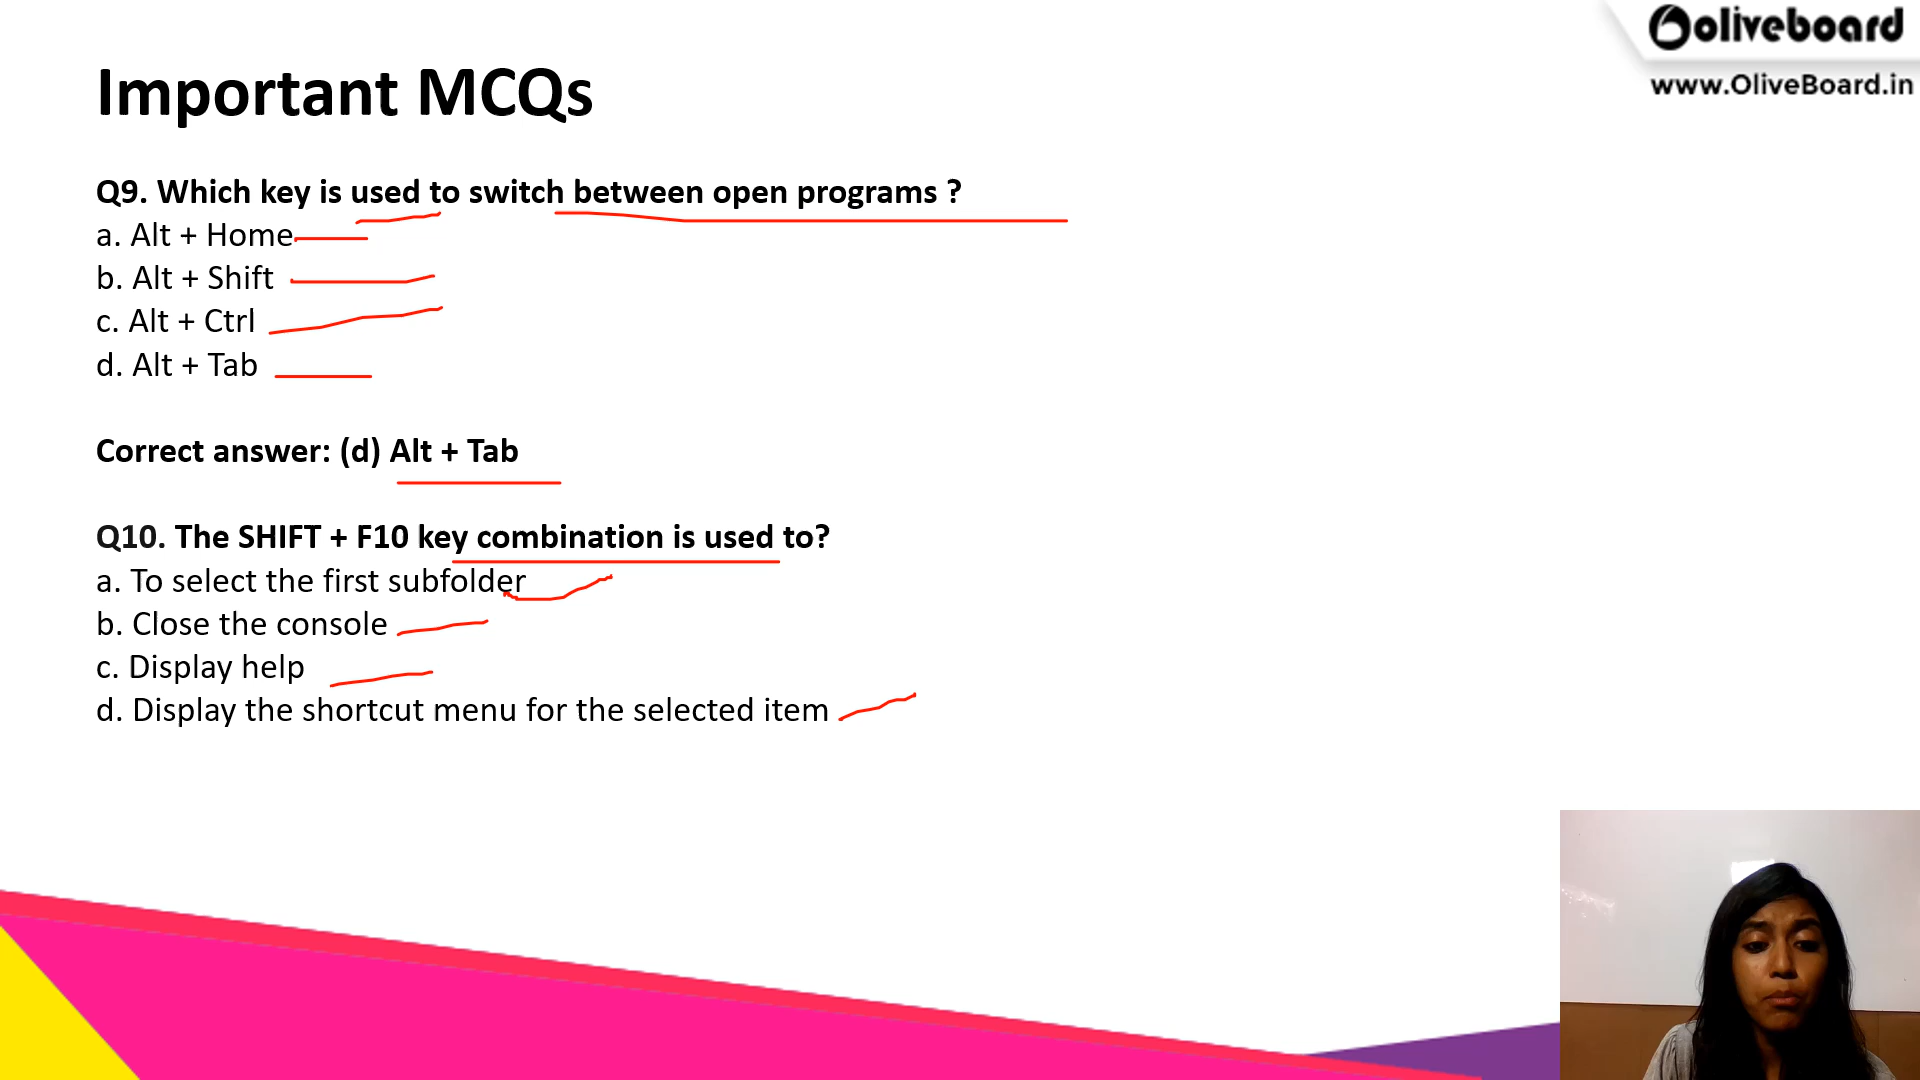 oliveboard
www.OliveBoard.in
Important MCQs
Q9. Which key is used to switch between open programs ?
a. Alt + Home
b. Alt + Shift
c. Alt + Ctrl
d. Alt + Tab
Correct answer: (d) Alt + Tab
Q10. The SHIFT + F10 key combination is used to?
a. To select the first subfolder
b. Close the console
c. Display help
d. Display the shortcut menu for the selected item